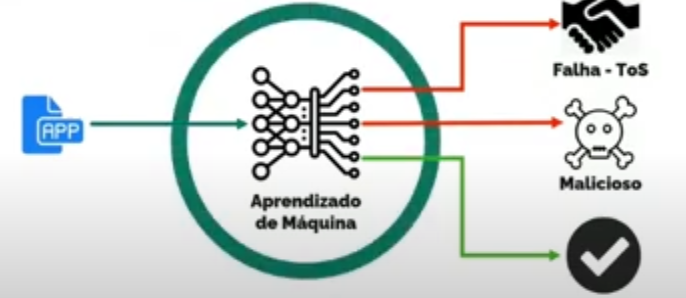 APP
Aprendizado
de Máquina
Falha - ToS
Malicioso